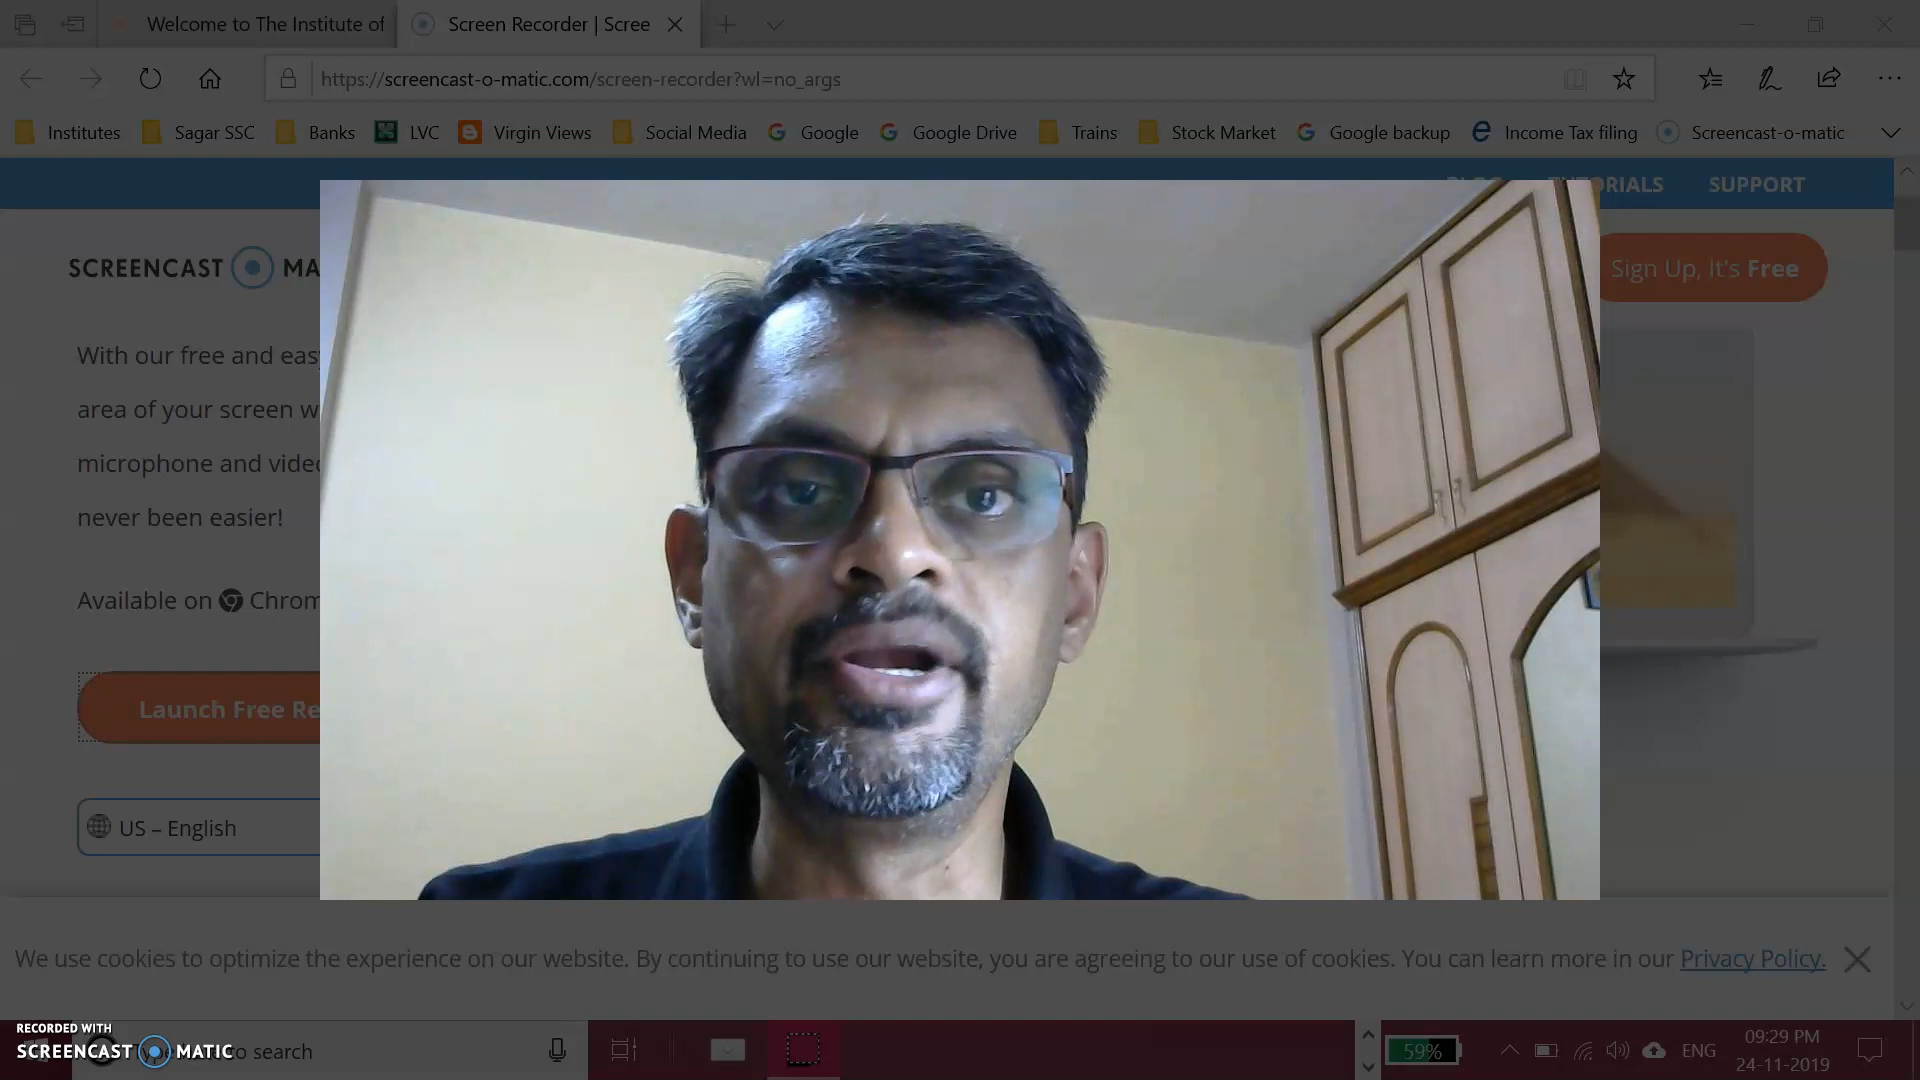 Welcome to The Institute of
Screen Recorder | Scree
https://screencast-o-matic.com/screen-recorder?wl=no_args
Institutes
Sagar SSC
Banks
LVC
Virgin Views
Social Media
Google
Google Drive
Trains
Stock Market
Google backup
Income Tax filing
Screencast-o-matic
BLOG
TUTORIALS
SUPPORT
SCREENCAST MA
Sign Up, It's Free
With our free and eas
area of your screen w
microphone and vide
never been easier!
Available on Chrom
Launch Free Re
US – English
We use cookies to optimize the experience on our website. By continuing to use our website, you are agreeing to our use of cookies. You can learn more in our Privacy Policy.
RECORDED WITH
SCREENCAST MATIC
to search
59%
ENG
09:29 PM
24-11-2019